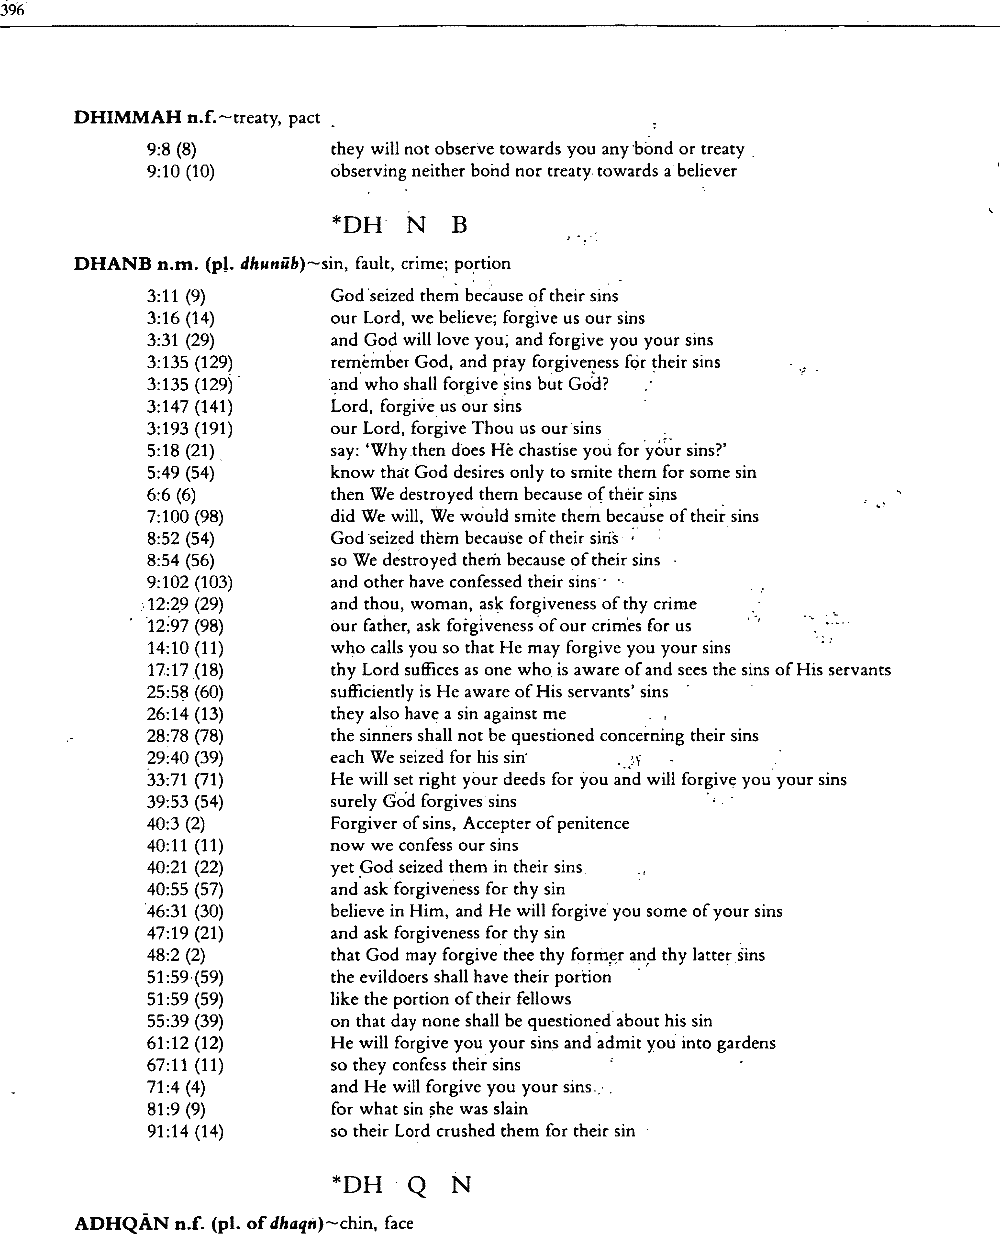 396
DHIMMAH n.f.~treaty, pact
9:8 (8) they will not observe towards you any bond or treaty
9:10 (10) observing neither bond nor treaty towards a believer
*DH N B
DHANB n.m. (pl. dhunūb)~sin, fault, crime; portion
3:11 (9) God seized them because of their sins
3:16 (14) our Lord, we believe; forgive us our sins
3:31 (29) and God will love you, and forgive you your sins
3:135 (129) remember God, and pray forgiveness for their sins
3:135 (129) and who shall forgive sins but God?
3:147 (141) Lord, forgive us our sins
3:193 (191) our Lord, forgive Thou us our sins
5:18 (21) say: ‘Why then does He chastise you for your sins?’
5:49 (54) know that God desires only to smite them for some sin
6:6 (6) then We destroyed them because of their sins
7:100 (98) did We will, We would smite them because of their sins
8:52 (54) God seized them because of their sins
8:54 (56) so We destroyed them because of their sins
9:102 (103) and other have confessed their sins
12:29 (29) and thou, woman, ask forgiveness of thy crime
12:97 (98) our father, ask forgiveness of our crimes for us
14:10 (11) who calls you so that He may forgive you your sins
17:17 (18) thy Lord suffices as one who is aware of and sees the sins of His servants
25:58 (60) sufficiently is He aware of His servants’ sins
26:14 (13) they also have a sin against me
28:78 (78) the sinners shall not be questioned concerning their sins
29:40 (39) each We seized for his sin
33:71 (71) He will set right your deeds for you and will forgive you your sins
39:53 (54) surely God forgives sins
40:3 (2) Forgiver of sins, Accepter of penitence
40:11 (11) now we confess our sins
40:21 (22) yet God seized them in their sins
40:55 (57) and ask forgiveness for thy sin
46:31 (30) believe in Him, and He will forgive you some of your sins
47:19 (21) and ask forgiveness for thy sin
48:2 (2) that God may forgive thee thy former and thy latter sins
51:59 (59) the evildoers shall have their portion
51:59 (59) like the portion of their fellows
55:39 (39) on that day none shall be questioned about his sin
61:12 (12) He will forgive you your sins and admit you into gardens
67:11 (11) so they confess their sins
71:4 (4) and He will forgive you your sins
81:9 (9) for what sin she was slain
91:14 (14) so their Lord crushed them for their sin
*DH Q N
ADHQĀN n.f. (pl. of dhaqn)~chin, face